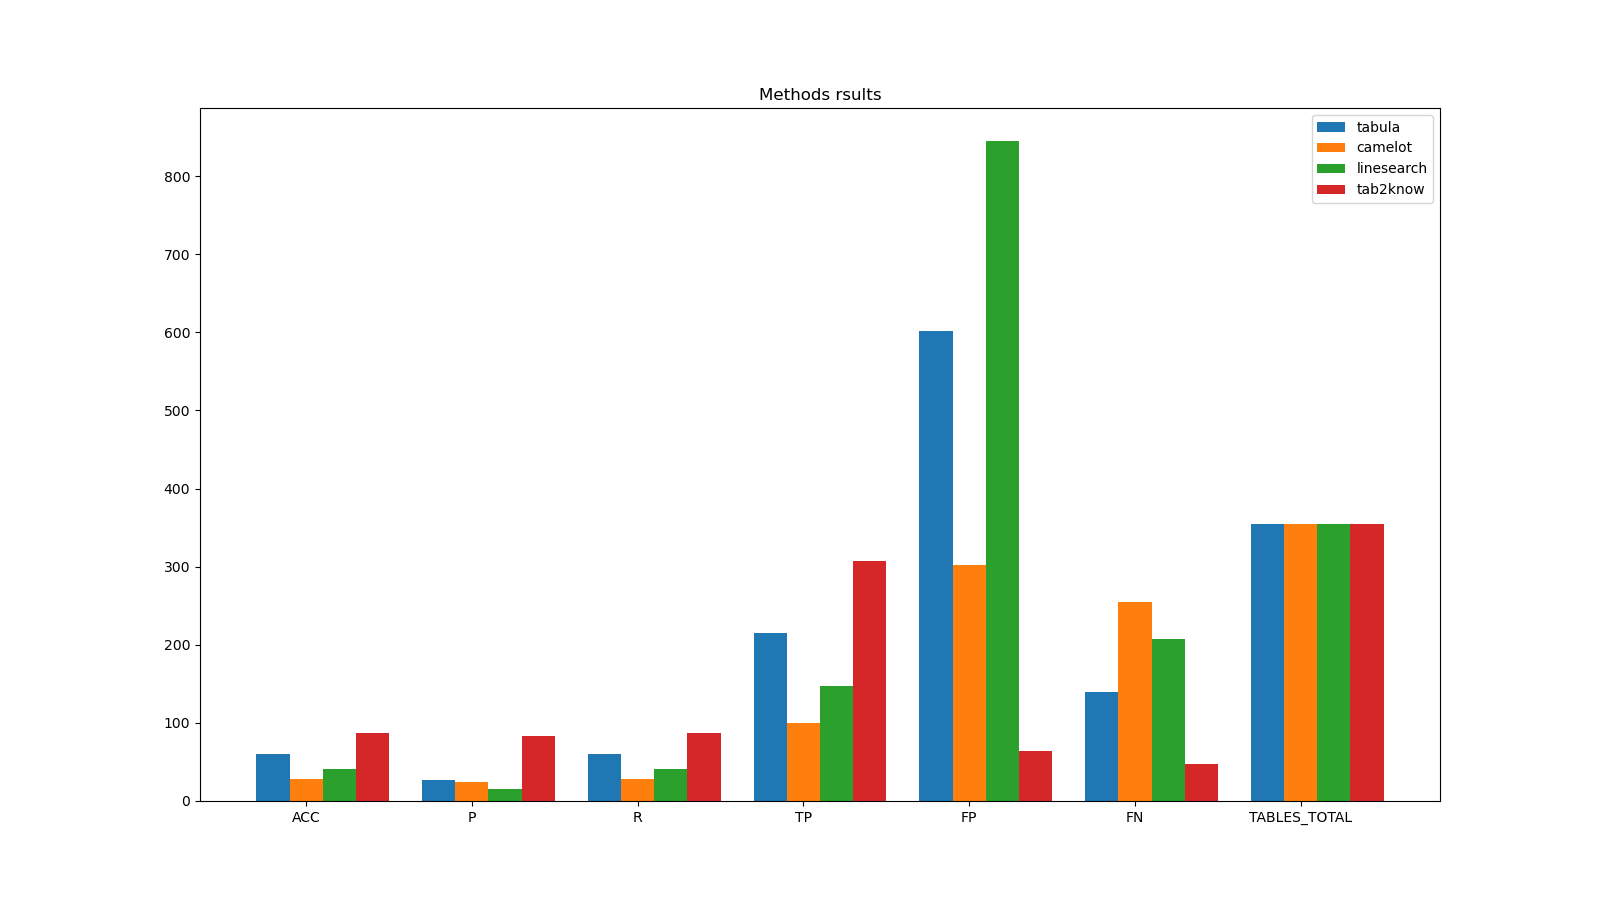 Methods rsults
tabula
camelot
linesearch
tab2know
800
700
600
500
400
300
200
100
0
ACC P R TP FP FN TABLES_TOTAL